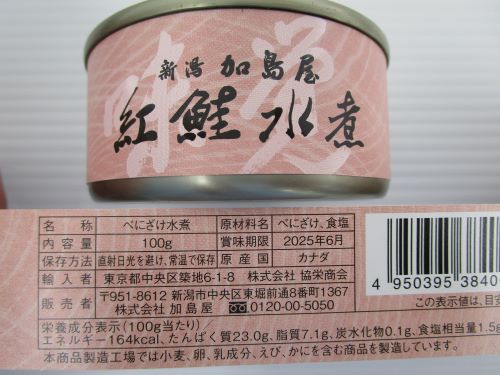 味覚
新潟 加島屋
紅鮭水煮
名称 べにざけ水煮 原材料名 べにざけ、食塩
内容量 100g 賞味期限 2025年6月
保存方法 直射日光を避け、常温で保存 原産国 カナダ
輸入者 東京都中央区築地6-1-8 株式会社 協栄商会
販売者 〒951-8612 新潟市中央区東堀前通8番町1367
株式会社 加島屋 0120-00-5050
4 950395 3840
この表示値は、目
栄養成分表示(100g当たり)
エネルギー164kcal、たんぱく質23.0g、脂質7.1g、炭水化物0.1g、食塩相当量1.5g
本商品製造工場では小麦、卵、乳成分、えび、かにを含む商品を製造しています。